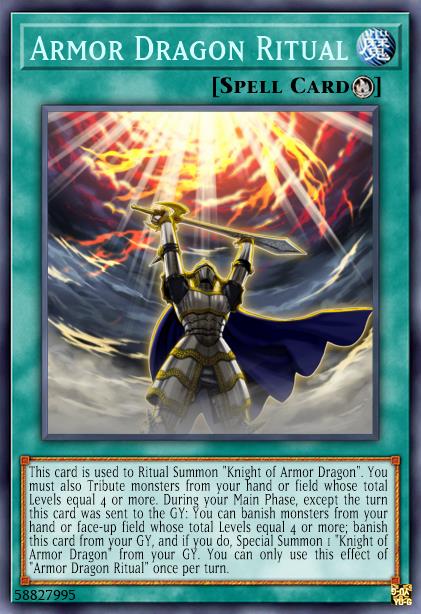 Armor Dragon Ritual
[Spell Card]
This card is used to Ritual Summon "Knight of Armor Dragon". You
must also Tribute monsters from your hand or field whose total
Levels equal 4 or more. During your Main Phase, except the turn
this card was sent to the GY: You can banish monsters from your
hand or face-up field whose total Levels equal 4 or more; banish
this card from your GY, and if you do, Special Summon 1 "Knight of
Armor Dragon" from your GY. You can only use this effect of
"Armor Dragon Ritual" once per turn.
58827995